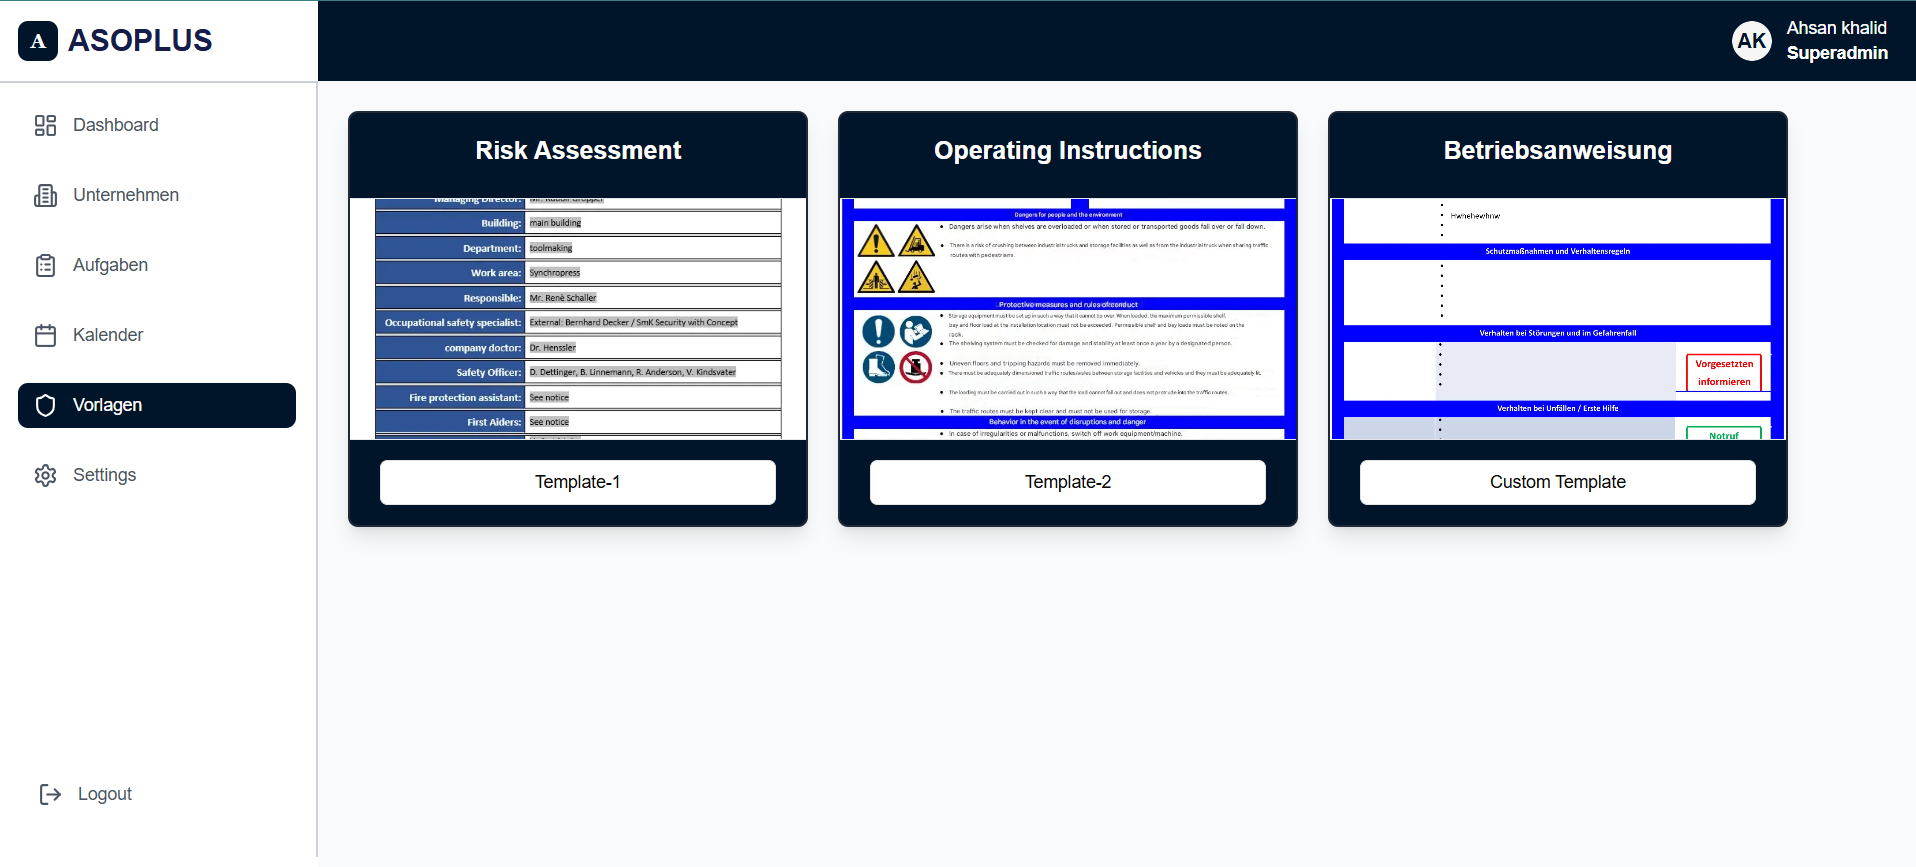 A ASOPLUS
AK
Ahsan khalid
Superadmin
Dashboard
Unternehmen
Aufgaben
Kalender
Vorlagen
Settings
Logout
Risk Assessment
Managing Director:
Building: main building
Department: toolmaking
Work area: Synchropress
Responsible: Mr. Renè Schaller
Occupational safety specialist: External: Bernhard Decker / SmK Security with Concept
company doctor: Dr. Henssler
Safety Officer: D. Dettinger, B. Linnemann, R. Anderson, V. Kindsvater
Fire protection assistant: See notice
First Aiders: See notice
Template-1
Operating Instructions
Dangers for people and the environment
• Dangers arise when shelves are overloaded or when stored or transported goods fall over or fall down.
• There is a risk of crushing between industrial trucks and storage facilities as well as from the industrial truck when sharing traffic
routes with pedestrians.
Protective measures and rules of conduct
• Storage equipment must be set up in such a way that it cannot tip over. When loaded, the maximum permissible shelf,
bay and floor load at the installation location must not be exceeded. Permissible shelf and bay loads must be noted on the
rack.
• The shelving system must be checked for damage and stability at least once a year by a designated person.
• Uneven floors and tripping hazards must be removed immediately.
• There must be adequately dimensioned traffic routes/aisles between storage facilities and vehicles and they must be adequately lit.
• The loading must be carried out in such a way that the load cannot fall out and does not protrude into the traffic routes.
• The traffic routes must be kept clear and must not be used for storage.
Behavior in the event of disruptions and danger
• In case of irregularities or malfunctions, switch off work equipment/machine.
Template-2
Betriebsanweisung
• Hwhehewhnw
Schutzmaßnahmen und Verhaltensregeln
Verhalten bei Störungen und im Gefahrenfall
Vorgesetzten
informieren
Verhalten bei Unfällen / Erste Hilfe
Notruf
Custom Template